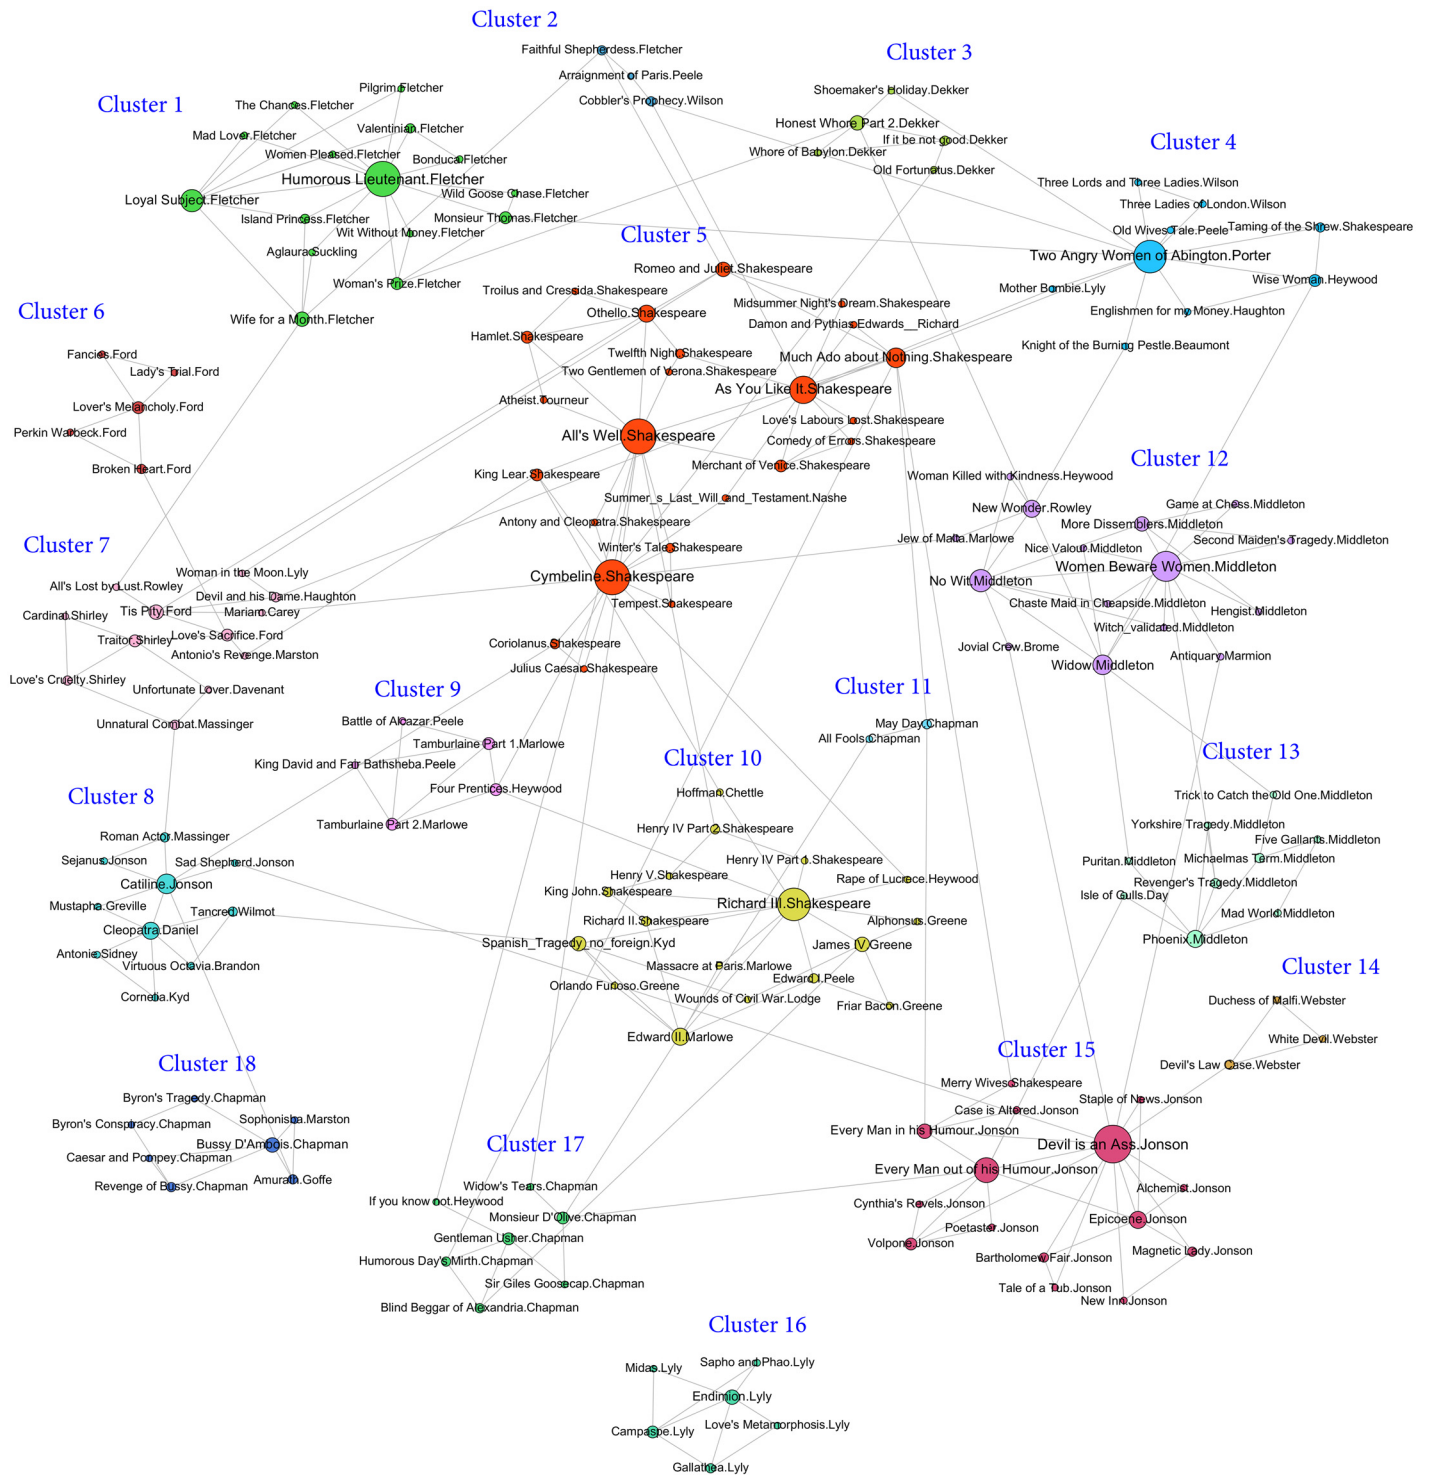 Cluster 2
Faithful Shepherdess.Fletcher
Arraignment of Paris.Peele
Cobbler's Prophecy.Wilson
Cluster 3
Shoemaker's Holiday.Dekker
Honest Whore Part 2.Dekker
If it be not good.Dekker
Whore of Babylon.Dekker
Old Fortunatus.Dekker
Cluster 1
Pilgrim.Fletcher
The Chances.Fletcher
Mad Lover.Fletcher
Valentinian.Fletcher
Women Pleased.Fletcher
Bonduca.Fletcher
Humorous Lieutenant.Fletcher
Loyal Subject.Fletcher
Wild Goose Chase.Fletcher
Island Princess.Fletcher
Monsieur Thomas.Fletcher
Wit Without Money.Fletcher
Aglaura.Suckling
Woman's Prize.Fletcher
Wife for a Month.Fletcher
Cluster 4
Three Lords and Three Ladies.Wilson
Three Ladies of London.Wilson
Old Wives Tale.Peele
Taming of the Shrew.Shakespeare
Two Angry Women of Abington.Porter
Mother Bombie.Lyly
Wise Woman.Heywood
Englishmen for my Money.Haughton
Knight of the Burning Pestle.Beaumont
Cluster 5
Romeo and Juliet.Shakespeare
Troilus and Cressida.Shakespeare
Othello.Shakespeare
Midsummer Night's Dream.Shakespeare
Damon and Pythias.Edwards__Richard
Hamlet.Shakespeare
Twelfth Night.Shakespeare
Much Ado about Nothing.Shakespeare
Two Gentlemen of Verona.Shakespeare
As You Like It.Shakespeare
Atheist.Tourneur
Love's Labours Lost.Shakespeare
All's Well.Shakespeare
Comedy of Errors.Shakespeare
Merchant of Venice.Shakespeare
King Lear.Shakespeare
Summer_s_Last_Will_and_Testament.Nashe
Antony and Cleopatra.Shakespeare
Winter's Tale.Shakespeare
Cymbeline.Shakespeare
Tempest.Shakespeare
Coriolanus.Shakespeare
Julius Caesar.Shakespeare
Cluster 6
Fancies.Ford
Lady's Trial.Ford
Lover's Melancholy.Ford
Perkin Warbeck.Ford
Broken Heart.Ford
Cluster 12
Woman Killed with Kindness.Heywood
New Wonder.Rowley
Game at Chess.Middleton
More Dissemblers.Middleton
Jew of Malta.Marlowe
Second Maiden's Tragedy.Middleton
Nice Valour.Middleton
Women Beware Women.Middleton
No Wit.Middleton
Chaste Maid in Cheapside.Middleton
Hengist.Middleton
Witch_validated.Middleton
Jovial Crew.Brome
Antiquary.Marmion
Widow.Middleton
Cluster 7
Woman in the Moon.Lyly
All's Lost by Lust.Rowley
Devil and his Dame.Haughton
Cardinal.Shirley
Tis Pity.Ford
Mariam.Carey
Traitor.Shirley
Love's Sacrifice.Ford
Antonio's Revenge.Marston
Love's Cruelty.Shirley
Unfortunate Lover.Davenant
Unnatural Combat.Massinger
Cluster 9
Battle of Alcazar.Peele
Tamburlaine Part 1.Marlowe
King David and Fair Bathsheba.Peele
Four Prentices.Heywood
Tamburlaine Part 2.Marlowe
Cluster 11
May Day.Chapman
All Fools.Chapman
Cluster 10
Hoffman.Chettle
Henry IV Part 2.Shakespeare
Henry IV Part 1.Shakespeare
Henry V.Shakespeare
Rape of Lucrece.Heywood
King John.Shakespeare
Richard III.Shakespeare
Richard II.Shakespeare
Alphonsus.Greene
Spanish_Tragedy_no_foreign.Kyd
James IV.Greene
Massacre at Paris.Marlowe
Edward I.Peele
Orlando Furioso.Greene
Wounds of Civil War.Lodge
Friar Bacon.Greene
Edward II.Marlowe
Cluster 13
Trick to Catch the Old One.Middleton
Yorkshire Tragedy.Middleton
Five Gallants.Middleton
Puritan.Middleton
Michaelmas Term.Middleton
Revenger's Tragedy.Middleton
Isle of Gulls.Day
Mad World.Middleton
Phoenix.Middleton
Cluster 8
Roman Actor.Massinger
Sejanus.Jonson
Sad Shepherd.Jonson
Catiline.Jonson
Mustapha.Greville
Tancred.Wilmot
Cleopatra.Daniel
Antonie.Sidney
Virtuous Octavia.Brandon
Cornelia.Kyd
Cluster 14
Duchess of Malfi.Webster
White Devil.Webster
Devil's Law Case.Webster
Cluster 18
Byron's Tragedy.Chapman
Byron's Conspiracy.Chapman
Sophonisba.Marston
Bussy D'Ambois.Chapman
Caesar and Pompey.Chapman
Revenge of Bussy.Chapman
Amurath.Goffe
Cluster 15
Merry Wives.Shakespeare
Staple of News.Jonson
Case is Altered.Jonson
Every Man in his Humour.Jonson
Devil is an Ass.Jonson
Every Man out of his Humour.Jonson
Alchemist.Jonson
Cynthia's Revels.Jonson
Epicoene.Jonson
Poetaster.Jonson
Volpone.Jonson
Magnetic Lady.Jonson
Bartholomew Fair.Jonson
Tale of a Tub.Jonson
New Inn.Jonson
Cluster 17
Widow's Tears.Chapman
If you know not.Heywood
Monsieur D'Olive.Chapman
Gentleman Usher.Chapman
Humorous Day's Mirth.Chapman
Sir Giles Goosecap.Chapman
Blind Beggar of Alexandria.Chapman
Cluster 16
Midas.Lyly
Sapho and Phao.Lyly
Endimion.Lyly
Campaspe.Lyly
Love's Metamorphosis.Lyly
Gallathea.Lyly